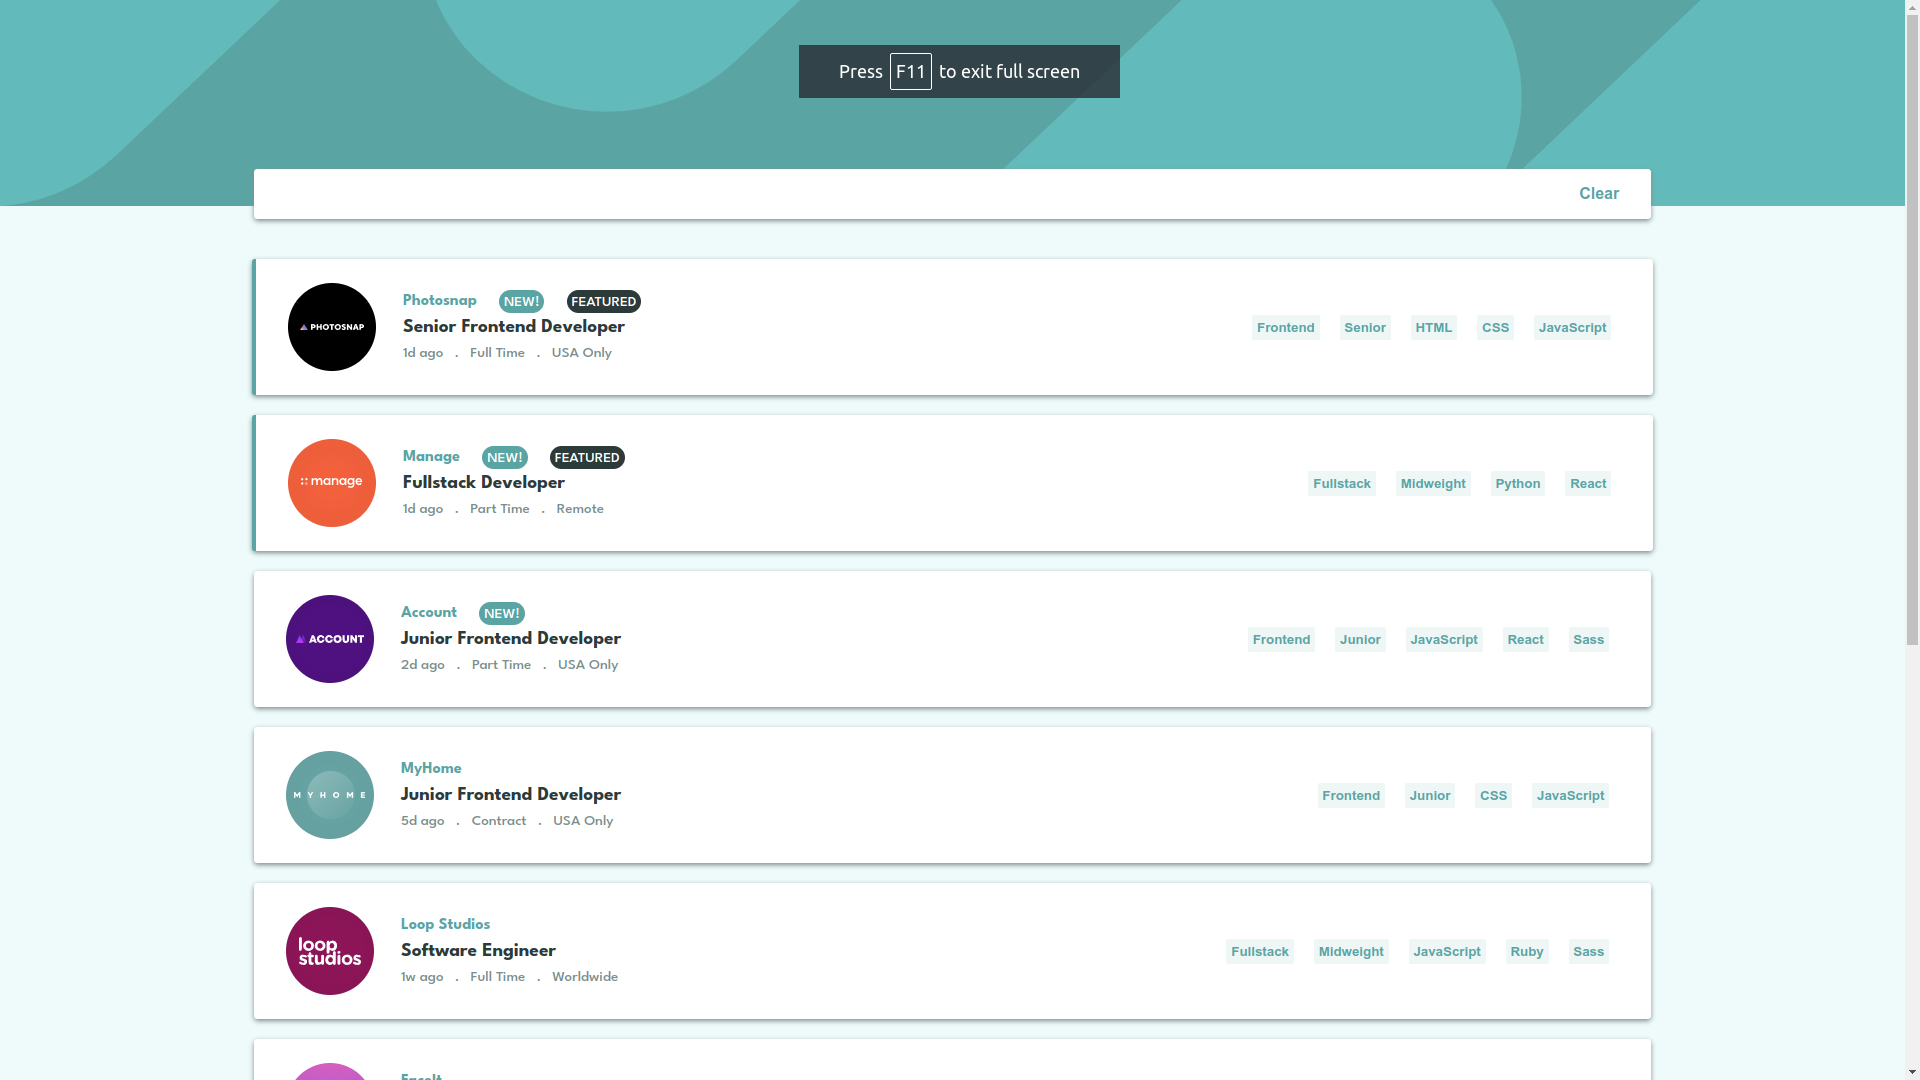 Press F11 to exit full screen
Clear
PHOTOSNAP
Photosnap NEW! FEATURED
Senior Frontend Developer
1d ago . Full Time . USA Only
Frontend Senior HTML CSS JavaScript
manage
Manage NEW! FEATURED
Fullstack Developer
1d ago . Part Time . Remote
Fullstack Midweight Python React
ACCOUNT
Account NEW!
Junior Frontend Developer
2d ago . Part Time . USA Only
Frontend Junior JavaScript React Sass
MYHOME
MyHome
Junior Frontend Developer
5d ago . Contract . USA Only
Frontend Junior CSS JavaScript
loop
studios
Loop Studios
Software Engineer
1w ago . Full Time . Worldwide
Fullstack Midweight JavaScript Ruby Sass